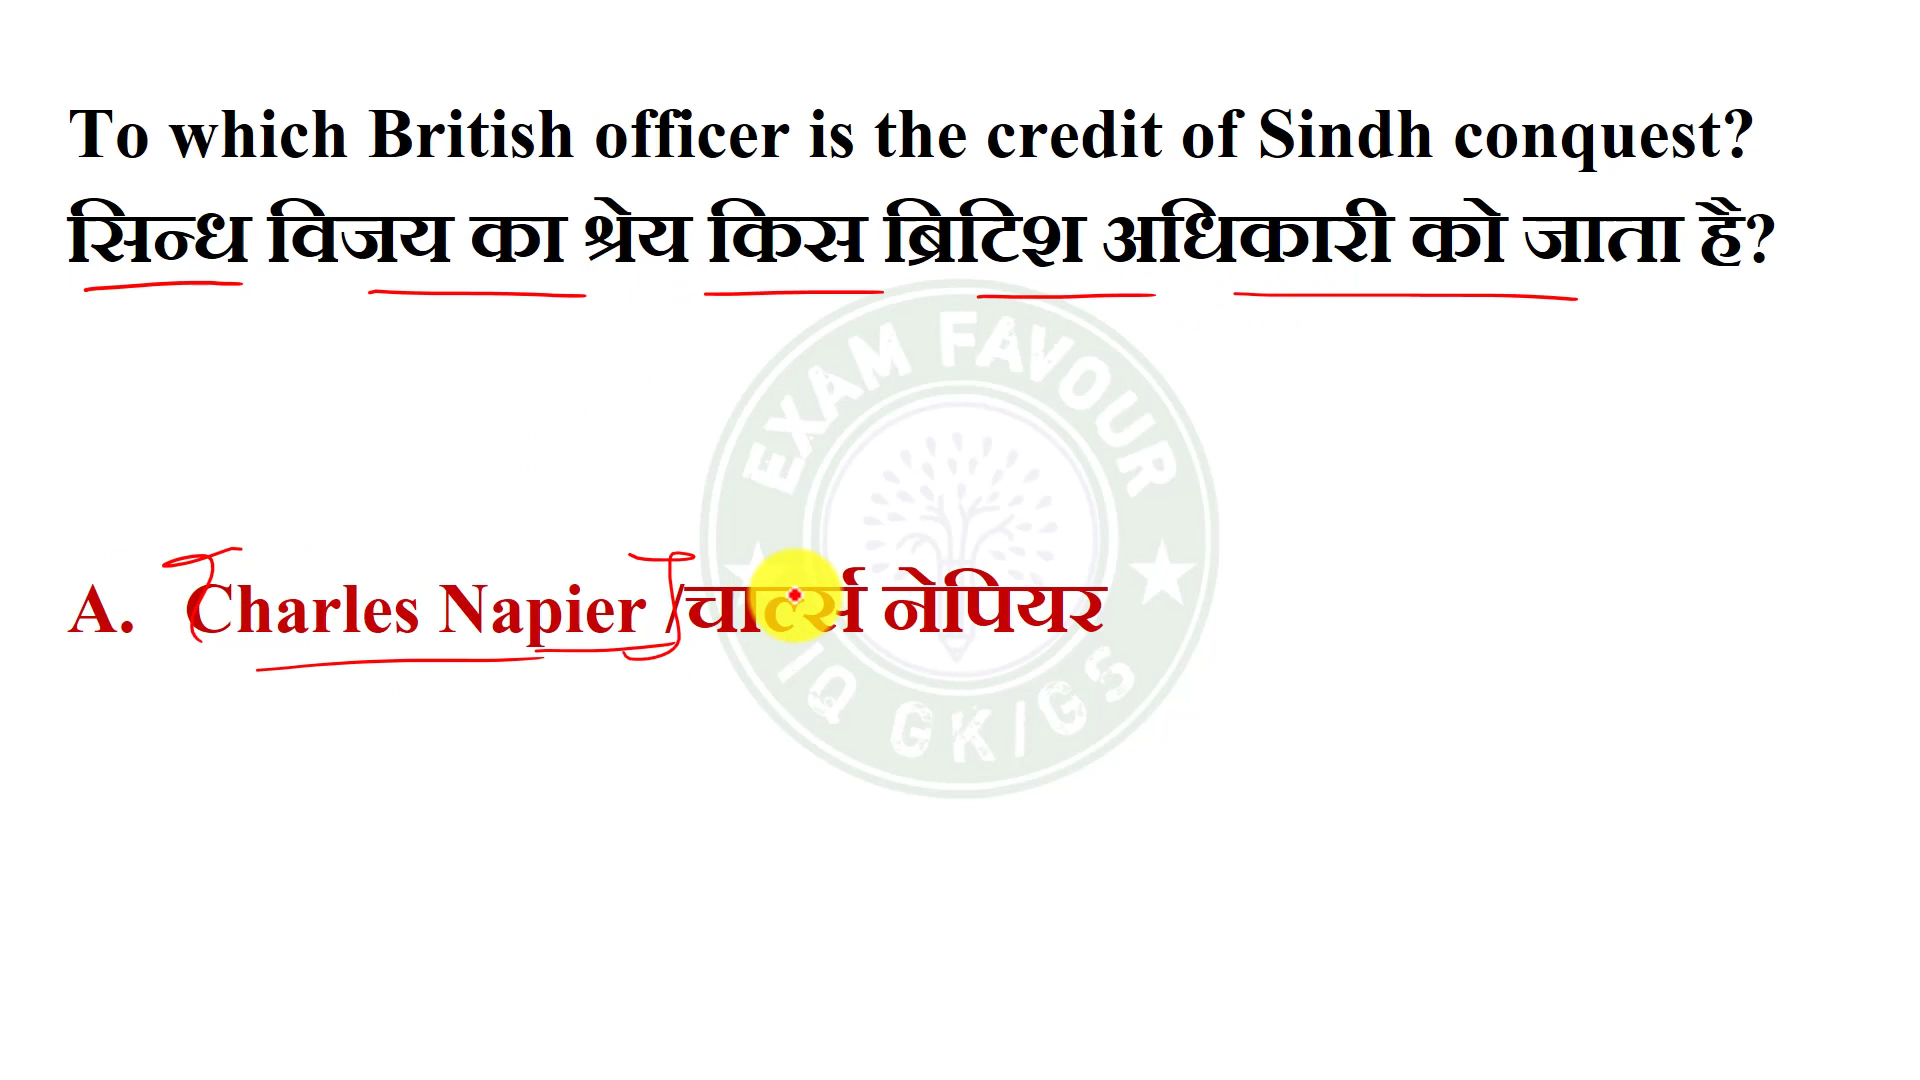 To which British officer is the credit of Sindh conquest?
सिन्ध विजय का श्रेय किस ब्रिटिश अधिकारी को जाता है?
EXAM FAVOUR
A. Charles Napier /चार्ल्स नेपियर
IQ GK/GS